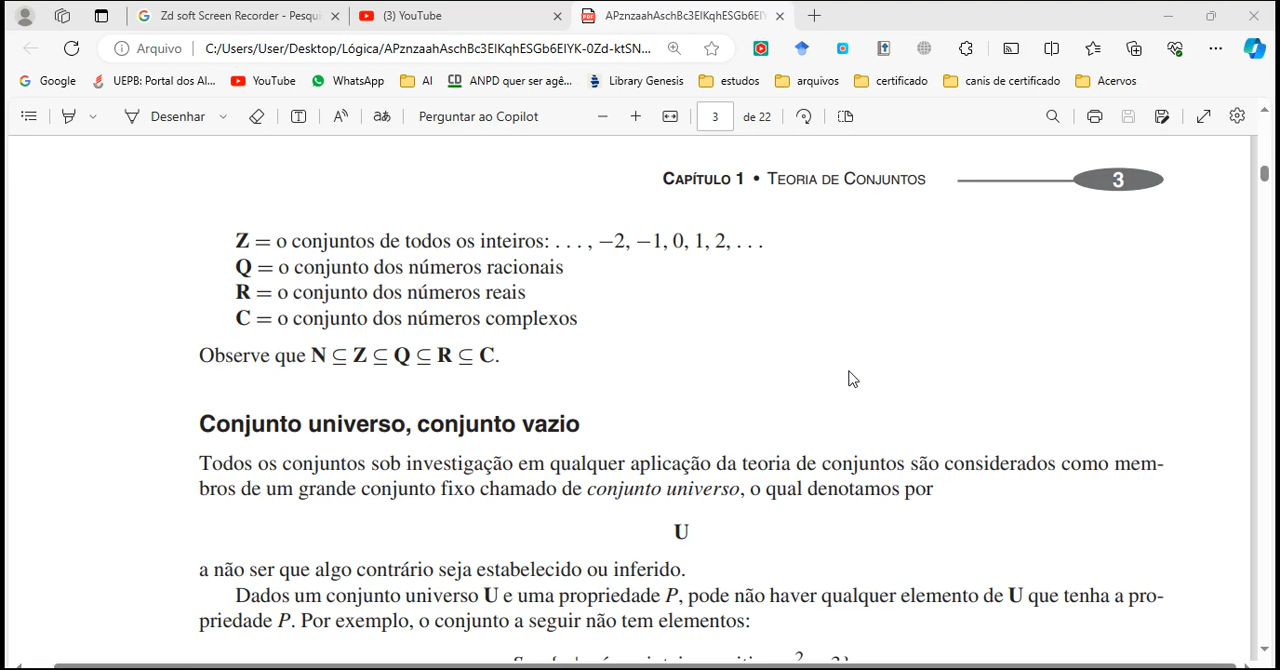 Zd soft Screen Recorder - Pesqui
(3) YouTube
APznzaahAschBc3EIKqhESGb6EIY
Arquivo
C:/Users/User/Desktop/Lógica/APznzaahAschBc3EIKqhESGb6EIYK-0Zd-ktSN...
Google
UEPB: Portal dos Al...
YouTube
WhatsApp
AI
ANPD quer ser agê...
Library Genesis
estudos
arquivos
certificado
canis de certificado
Acervos
Desenhar
Perguntar ao Copilot
3
de 22
CAPÍTULO 1 • TEORIA DE CONJUNTOS 3
Z = o conjuntos de todos os inteiros: . . . , −2, −1, 0, 1, 2, . . .
Q = o conjunto dos números racionais
R = o conjunto dos números reais
C = o conjunto dos números complexos
Observe que N ⊆ Z ⊆ Q ⊆ R ⊆ C.
Conjunto universo, conjunto vazio
Todos os conjuntos sob investigação em qualquer aplicação da teoria de conjuntos são considerados como mem-
bros de um grande conjunto fixo chamado de conjunto universo, o qual denotamos por
U
a não ser que algo contrário seja estabelecido ou inferido.
Dados um conjunto universo U e uma propriedade P, pode não haver qualquer elemento de U que tenha a pro-
priedade P. Por exemplo, o conjunto a seguir não tem elementos: